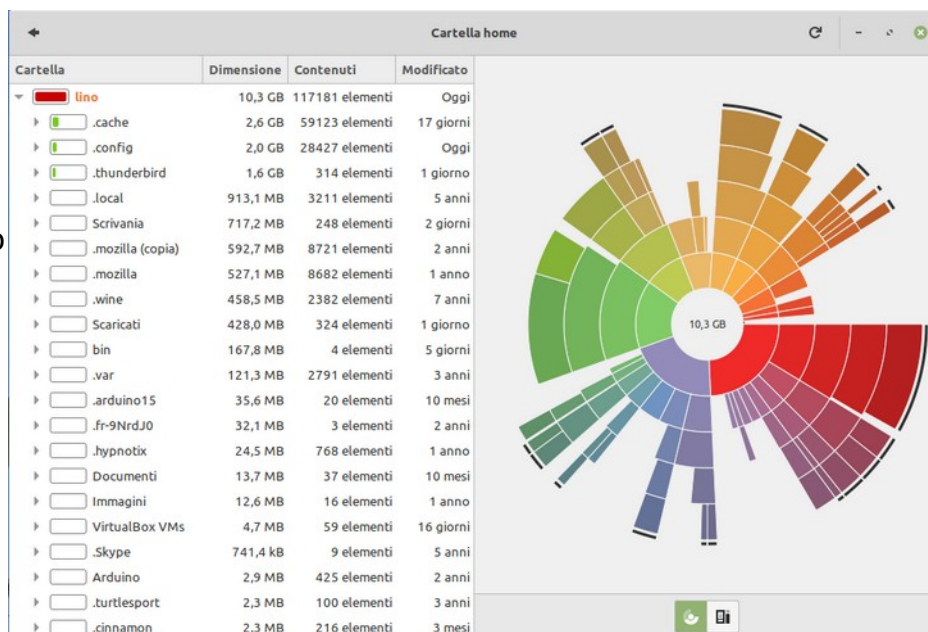 Cartella home
Cartella Dimensione Contenuti Modificato
lino 10,3 GB 117181 elementi Oggi
.cache 2,6 GB 59123 elementi 17 giorni
.config 2,0 GB 28427 elementi Oggi
.thunderbird 1,6 GB 314 elementi 1 giorno
.local 913,1 MB 3211 elementi 5 anni
Scrivania 717,2 MB 248 elementi 2 giorni
.mozilla (copia) 592,7 MB 8721 elementi 2 anni
.mozilla 527,1 MB 8682 elementi 1 anno
.wine 458,5 MB 2382 elementi 7 anni
Scaricati 428,0 MB 324 elementi 1 giorno
bin 167,8 MB 4 elementi 5 giorni
.var 121,3 MB 2791 elementi 3 anni
.arduino15 35,6 MB 20 elementi 10 mesi
.fr-9NrdJ0 32,1 MB 3 elementi 2 anni
.hypnotix 24,5 MB 768 elementi 1 anno
Documenti 13,7 MB 37 elementi 10 mesi
Immagini 12,6 MB 16 elementi 1 anno
VirtualBox VMs 4,7 MB 59 elementi 16 giorni
.Skype 741,4 kB 9 elementi 5 anni
Arduino 2,9 MB 425 elementi 2 anni
.turtlesport 2,3 MB 100 elementi 3 anni
.cinnamon 2,3 MB 216 elementi 3 mesi
10,3 GB